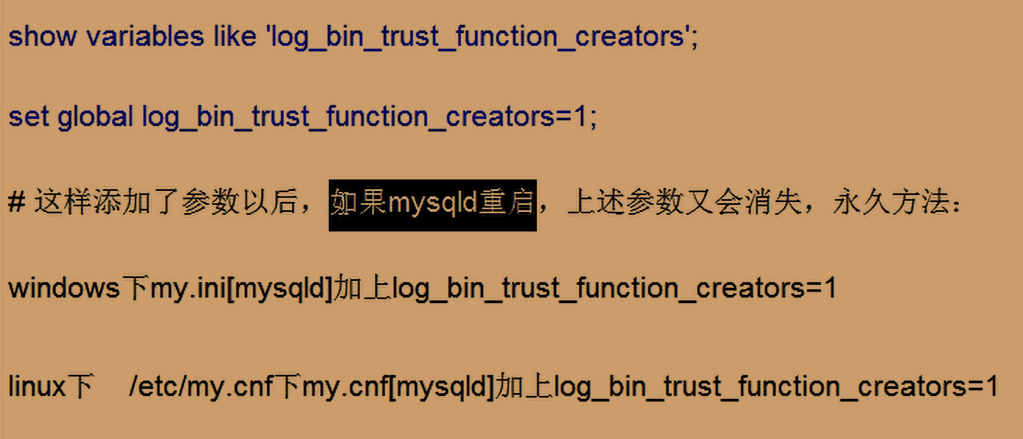 show variables like 'log_bin_trust_function_creators';
set global log_bin_trust_function_creators=1;
# 这样添加了参数以后，如果mysqld重启，上述参数又会消失，永久方法：
windows下my.ini[mysqld]加上log_bin_trust_function_creators=1
linux下    /etc/my.cnf下my.cnf[mysqld]加上log_bin_trust_function_creators=1